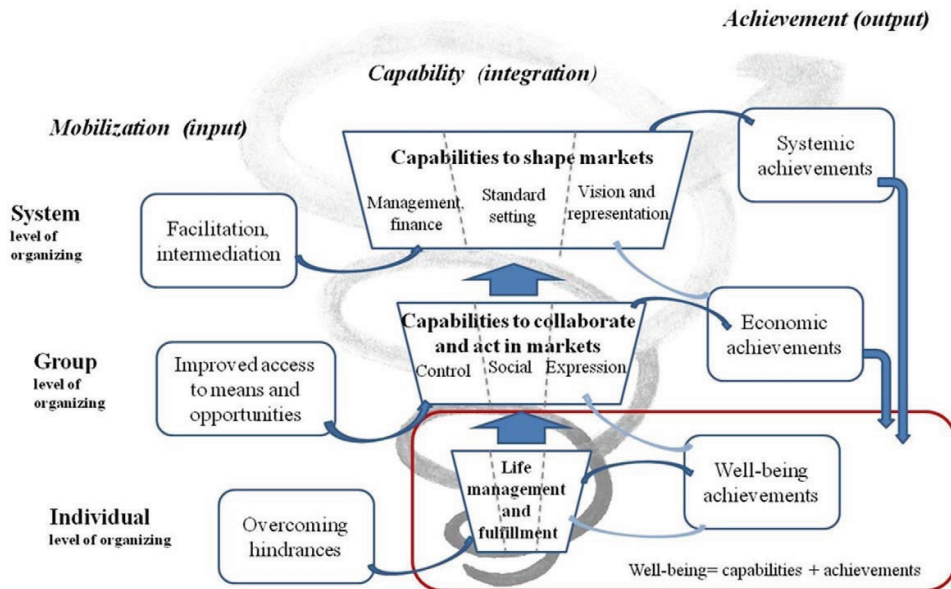 Achievement (output)
Capability (integration)
Mobilization (input)
Capabilities to shape markets
Management,
finance
Standard
setting
Vision and
representation
Systemic
achievements
System
level of
organizing
Facilitation,
intermediation
Capabilities to collaborate
and act in markets
Control
Social
Expression
Economic
achievements
Group
level of
organizing
Improved access
to means and
opportunities
Life
management
and
fulfillment
Well-being
achievements
Individual
level of organizing
Overcoming
hindrances
Well-being= capabilities + achievements